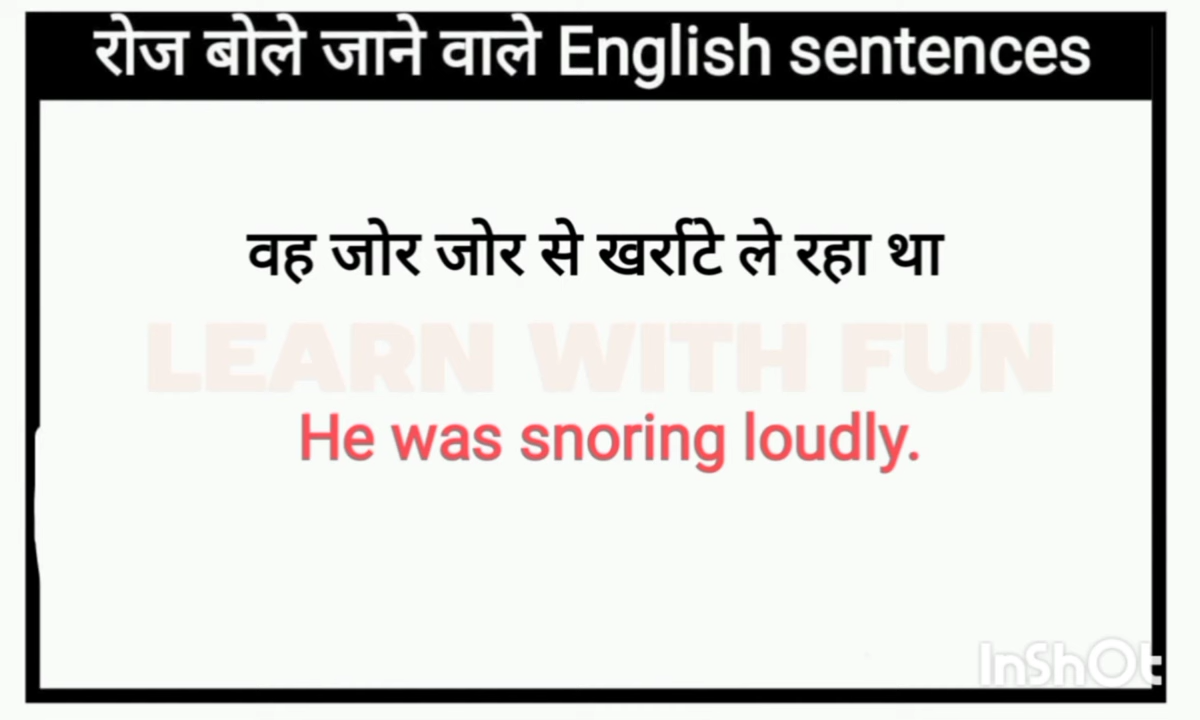 रोज बोले जाने वाले English sentences
वह जोर जोर से खर्राटे ले रहा था
LEARN WITH FUN
He was snoring loudly.
InShOt